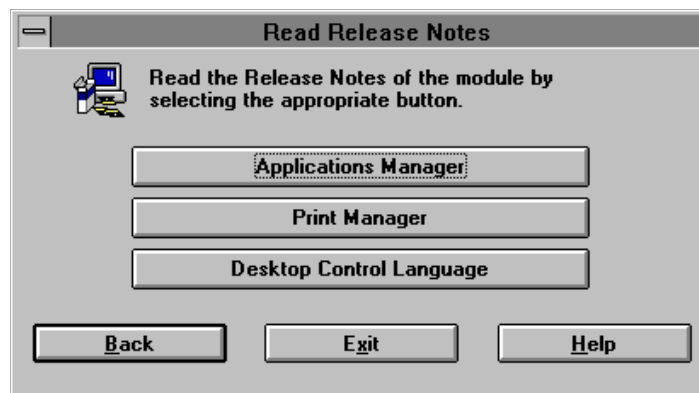 Read Release Notes
Read the Release Notes of the module by
selecting the appropriate button.
Applications Manager
Print Manager
Desktop Control Language
Back
Exit
Help